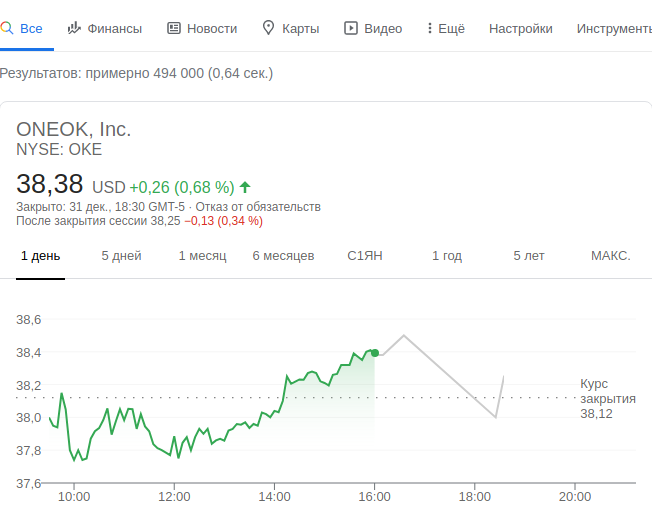 Все Финансы Новости Карты Видео Ещё Настройки Инструменты
Результатов: примерно 494 000 (0,64 сек.)
ONEOK, Inc.
NYSE: OKE
38,38 USD +0,26 (0,68 %)
Закрыто: 31 дек., 18:30 GMT-5 · Отказ от обязательств
После закрытия сессии 38,25 −0,13 (0,34 %)
1 день 5 дней 1 месяц 6 месяцев С1ЯН 1 год 5 лет МАКС.
38,6
38,4
38,2
38,0
37,8
37,6
Курс
закрытия
38,12
10:00 12:00 14:00 16:00 18:00 20:00